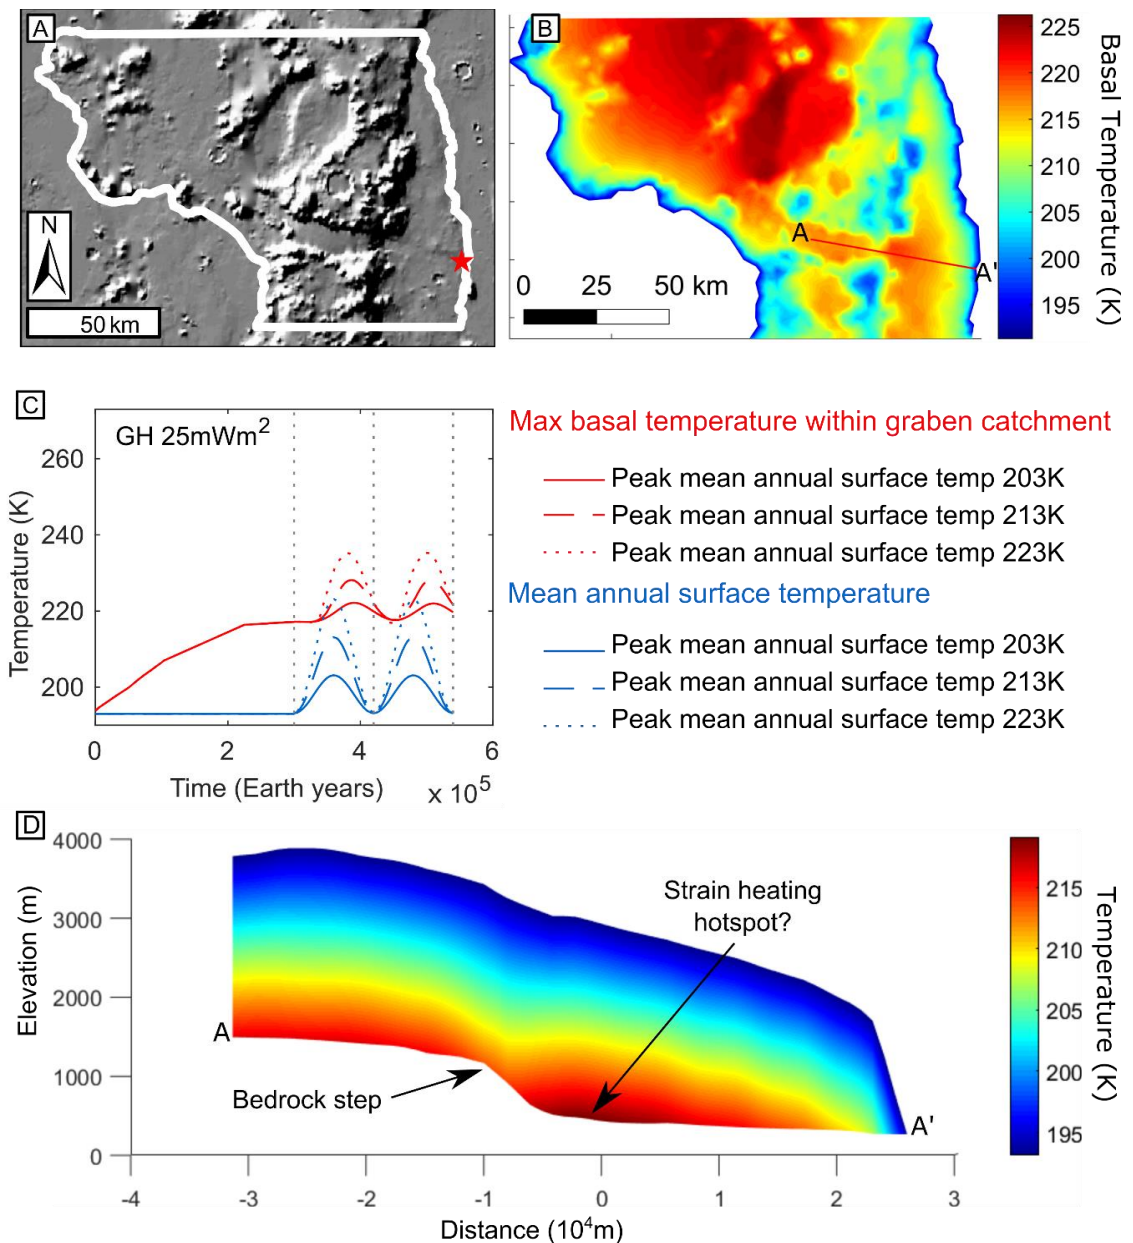 A
N
50 km
B
A
A'
0 25 50 km
225
220
215
210
205
200
195
Basal Temperature (K)
C
GH 25mWm²
260
240
220
200
0 2 4 6
Temperature (K)
Time (Earth years) x 10⁵
Max basal temperature within graben catchment
Peak mean annual surface temp 203K
Peak mean annual surface temp 213K
Peak mean annual surface temp 223K
Mean annual surface temperature
Peak mean annual surface temp 203K
Peak mean annual surface temp 213K
Peak mean annual surface temp 223K
D
4000
3000
2000
1000
0
Elevation (m)
A
Bedrock step
Strain heating
hotspot?
A'
-4 -3 -2 -1 0 1 2 3
Distance (10⁴m)
215
210
205
200
195
Temperature (K)